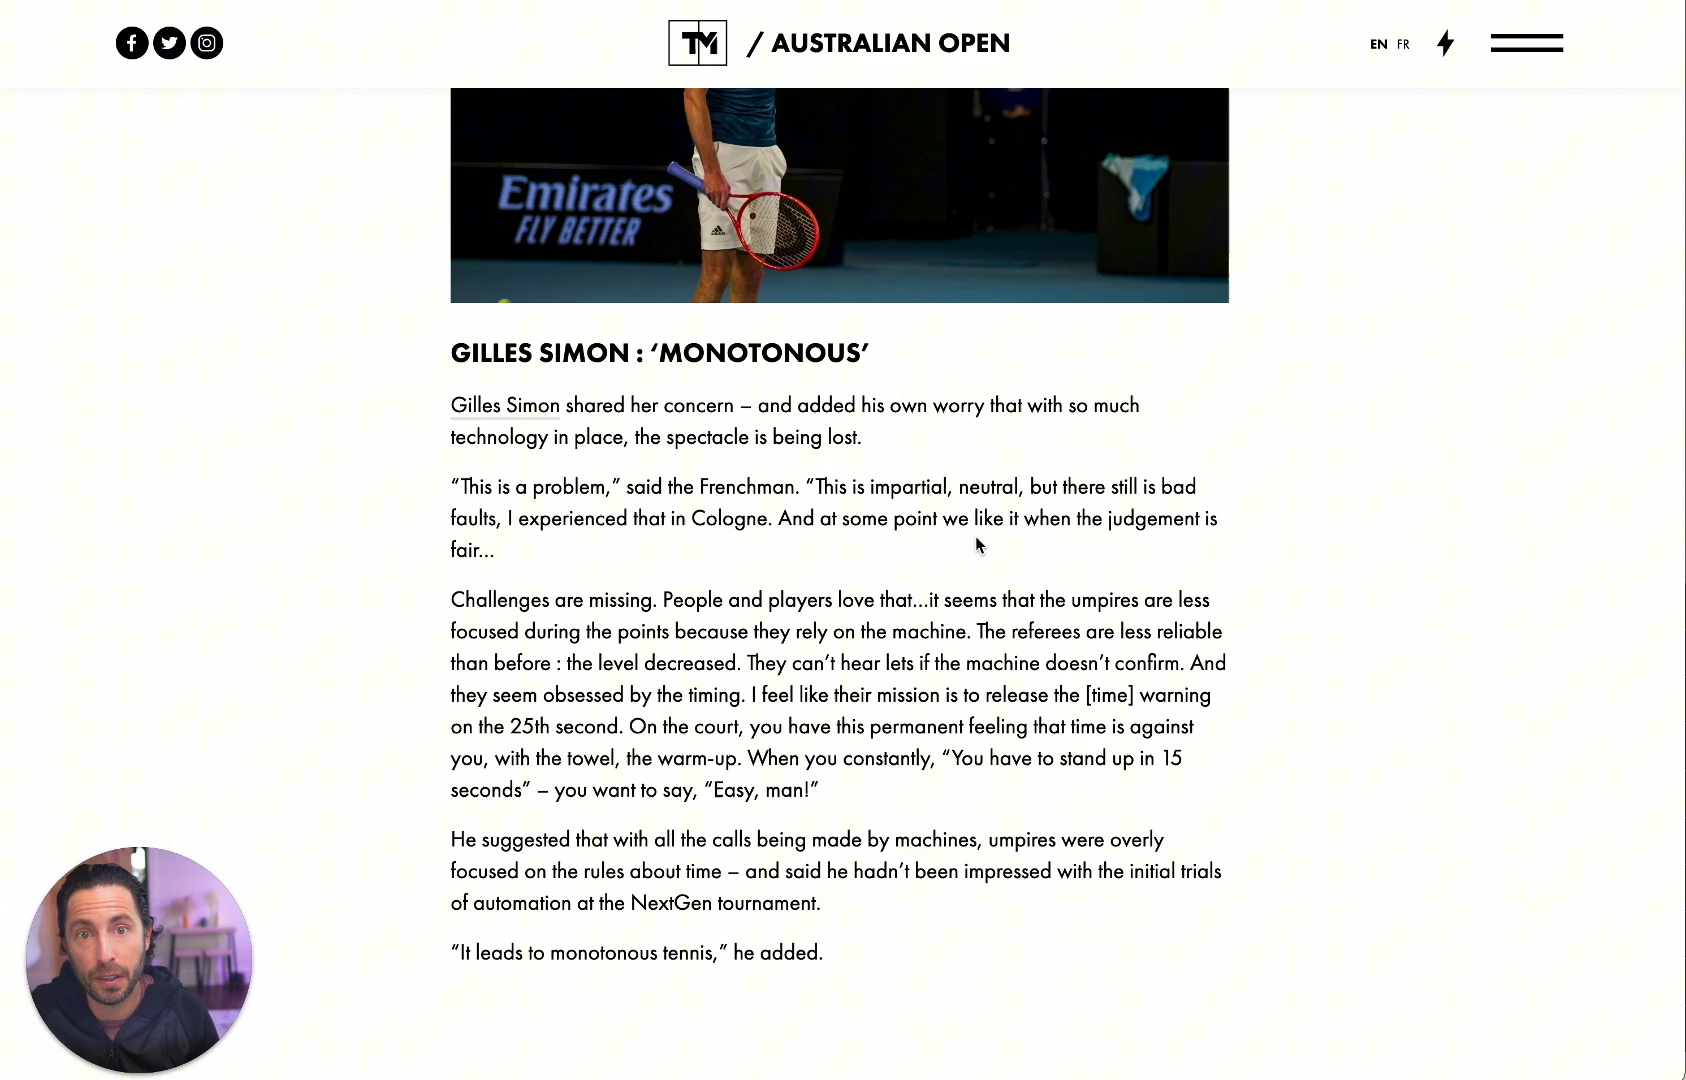 TM / AUSTRALIAN OPEN
EN FR
Emirates
FLY BETTER
GILLES SIMON : ‘MONOTONOUS’
Gilles Simon shared her concern – and added his own worry that with so much
technology in place, the spectacle is being lost.
“This is a problem,” said the Frenchman. “This is impartial, neutral, but there still is bad
faults, I experienced that in Cologne. And at some point we like it when the judgement is
fair...
Challenges are missing. People and players love that...it seems that the umpires are less
focused during the points because they rely on the machine. The referees are less reliable
than before : the level decreased. They can’t hear lets if the machine doesn’t confirm. And
they seem obsessed by the timing. I feel like their mission is to release the [time] warning
on the 25th second. On the court, you have this permanent feeling that time is against
you, with the towel, the warm-up. When you constantly, “You have to stand up in 15
seconds” – you want to say, “Easy, man!”
He suggested that with all the calls being made by machines, umpires were overly
focused on the rules about time – and said he hadn’t been impressed with the initial trials
of automation at the NextGen tournament.
“It leads to monotonous tennis,” he added.